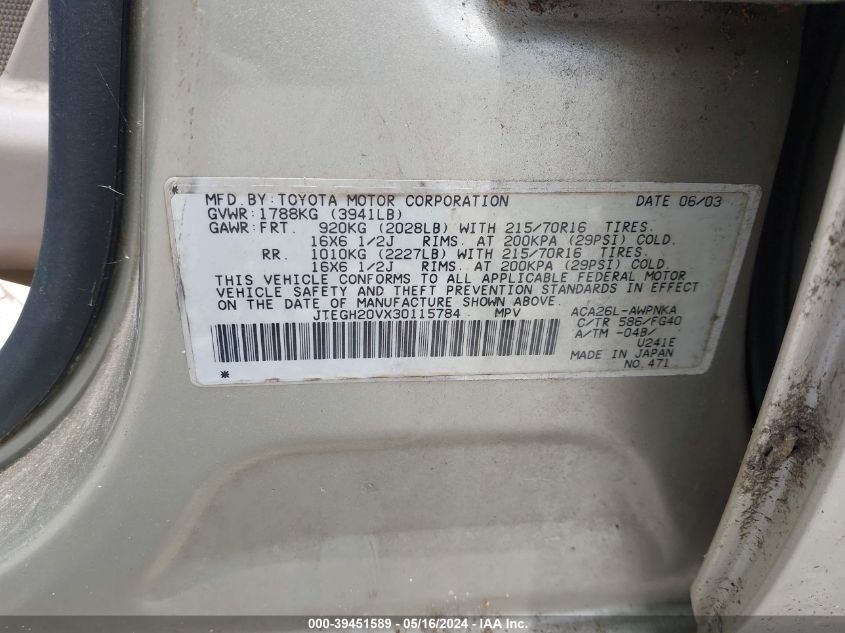 MFD. BY: TOYOTA MOTOR CORPORATION DATE 06/03
GVWR: 1788KG (3941LB)
GAWR: FRT. 920KG (2028LB) WITH 215/70R16 TIRES.
16X6 1/2J RIMS. AT 200KPA (29PSI) COLD.
RR. 1010KG (2227LB) WITH 215/70R16 TIRES.
16X6 1/2J RIMS. AT 200KPA (29PSI) COLD.
THIS VEHICLE CONFORMS TO ALL APPLICABLE FEDERAL MOTOR
VEHICLE SAFETY AND THEFT PREVENTION STANDARDS IN EFFECT
ON THE DATE OF MANUFACTURE SHOWN ABOVE.
JTEGH20VX30115784 MPV ACA26L-AWPNKA
C/TR 586/FG40
A/TM -04B/
U241E
MADE IN JAPAN
NO. 471
000-39451589 - 05/16/2024 - IAA, Inc.